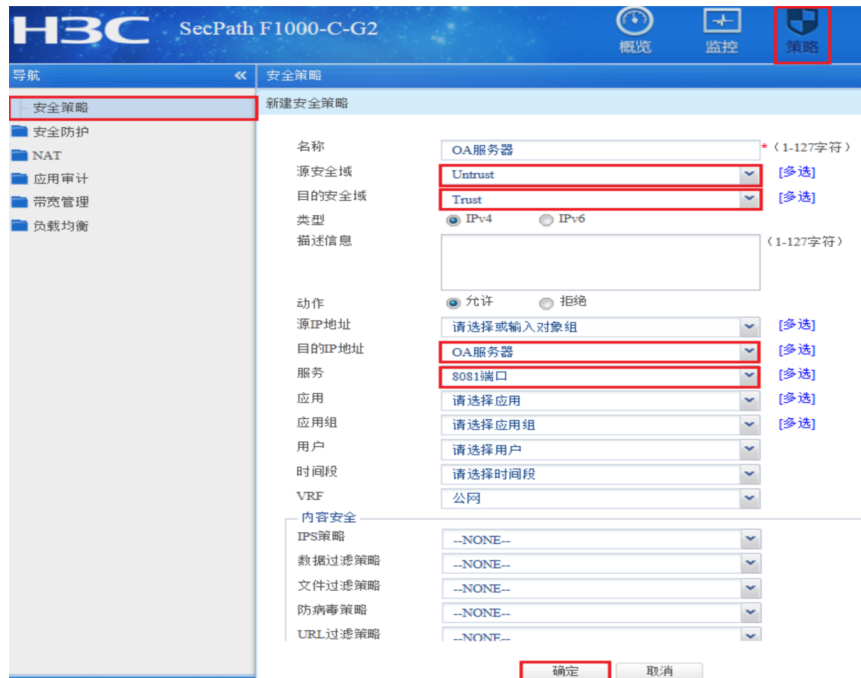 H3C SecPath F1000-C-G2 概览 监控 策略
导航 « 安全策略
安全策略
安全防护
NAT
应用审计
带宽管理
负载均衡
新建安全策略
名称 OA服务器 * (1-127字符)
源安全域 Untrust [多选]
目的安全域 Trust [多选]
类型 IPv4 IPv6
描述信息 (1-127字符)
动作 允许 拒绝
源IP地址 请选择或输入对象组 [多选]
目的IP地址 OA服务器 [多选]
服务 8081端口 [多选]
应用 请选择应用 [多选]
应用组 请选择应用组 [多选]
用户 请选择用户
时间段 请选择时间段
VRF 公网
内容安全
IPS策略 --NONE--
数据过滤策略 --NONE--
文件过滤策略 --NONE--
防病毒策略 --NONE--
URL过滤策略 --NONE--
确定 取消